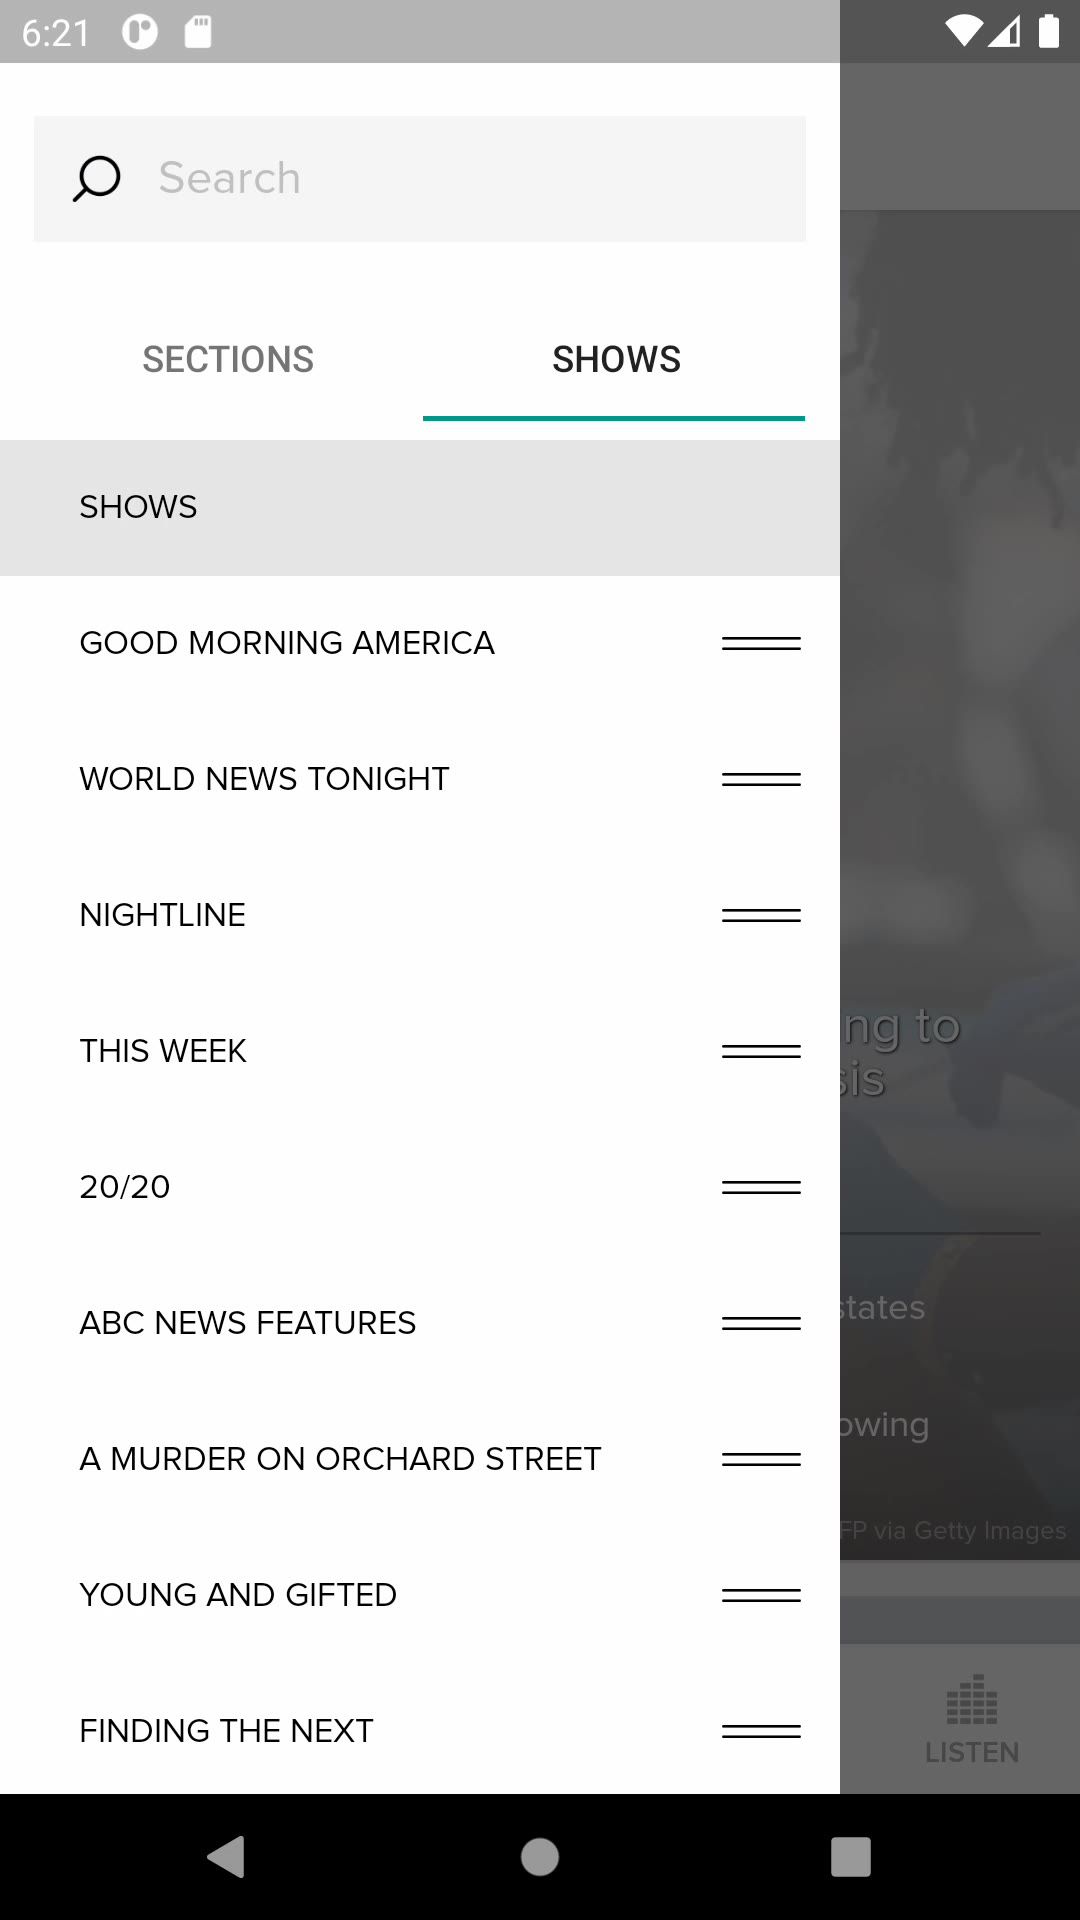 6:21
Search
SECTIONS
SHOWS
SHOWS
GOOD MORNING AMERICA
WORLD NEWS TONIGHT
NIGHTLINE
THIS WEEK
20/20
ABC NEWS FEATURES
A MURDER ON ORCHARD STREET
YOUNG AND GIFTED
FINDING THE NEXT
ng to
sis
states
owing
FP via Getty Images
LISTEN